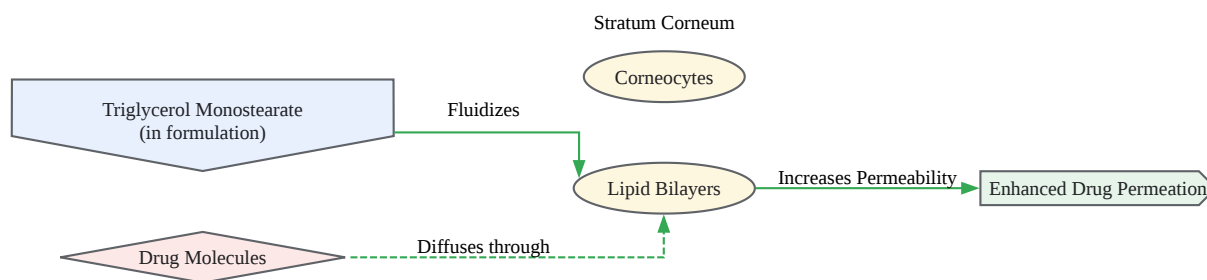 Stratum Corneum
Corneocytes
Triglycerol Monostearate
(in formulation)
Fluidizes
Lipid Bilayers
Increases Permeability
Enhanced Drug Permeation
Diffuses through
Drug Molecules